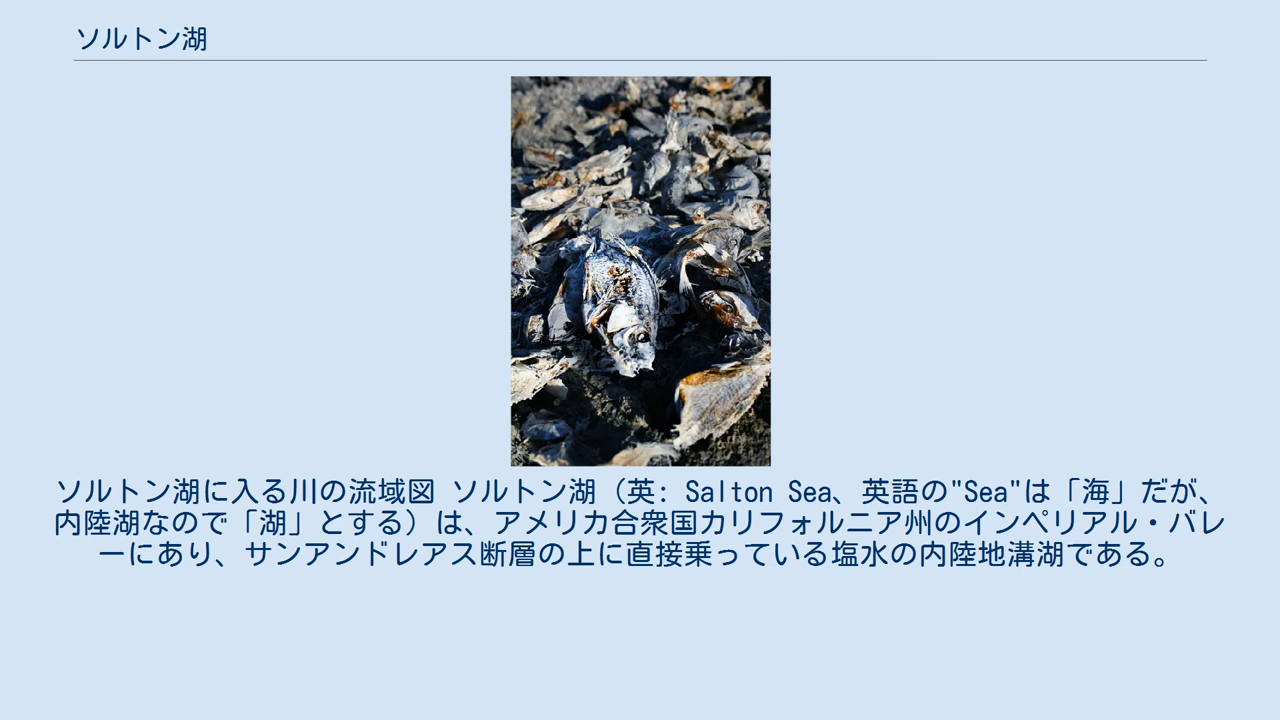 ソルトン湖
ソルトン湖に入る川の流域図 ソルトン湖（英: Salton Sea、英語の"Sea"は「海」だが、
内陸湖なので「湖」とする）は、アメリカ合衆国カリフォルニア州のインペリアル・バレ
ーにあり、サンアンドレアス断層の上に直接乗っている塩水の内陸地溝湖である。